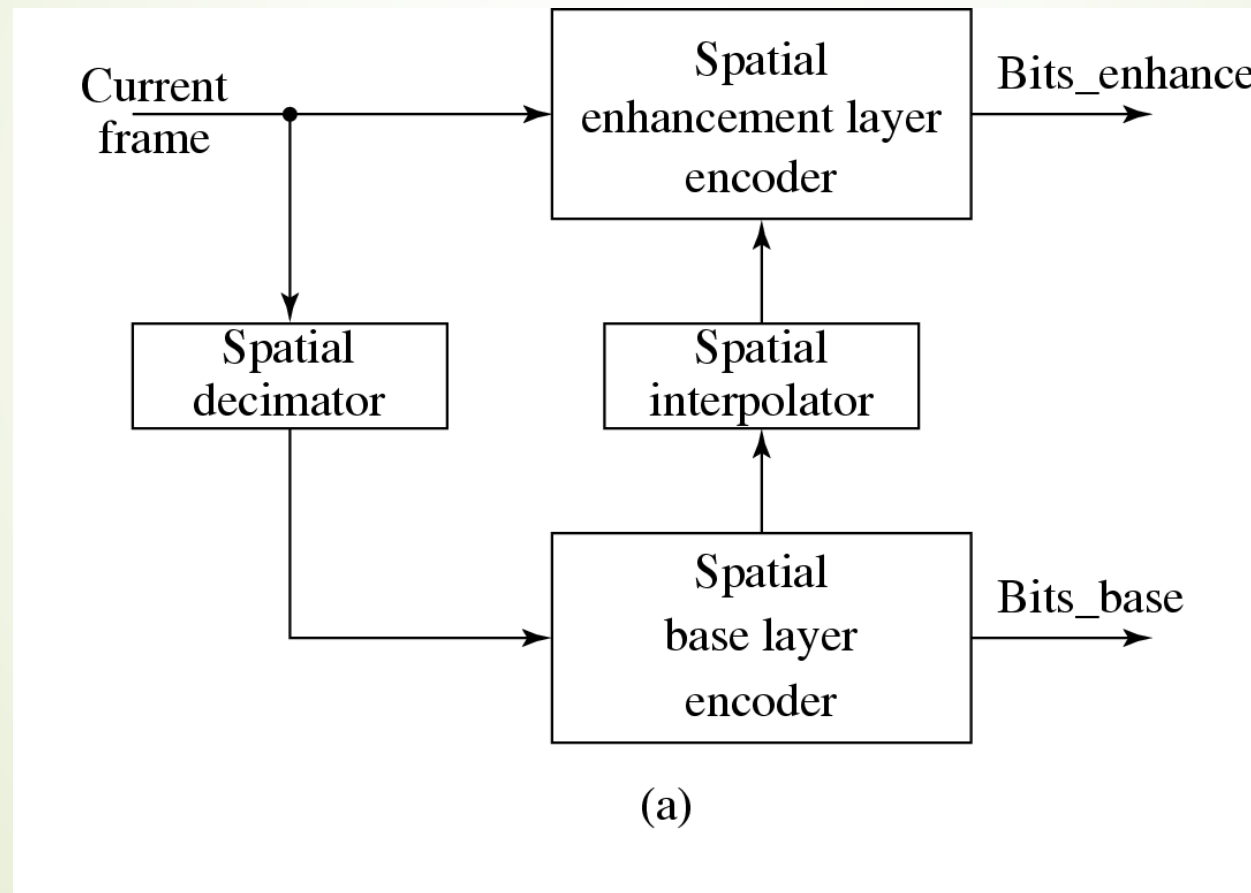 Current
frame
Spatial
enhancement layer
encoder
Bits_enhance
Spatial
decimator
Spatial
interpolator
Spatial
base layer
encoder
Bits_base
(a)